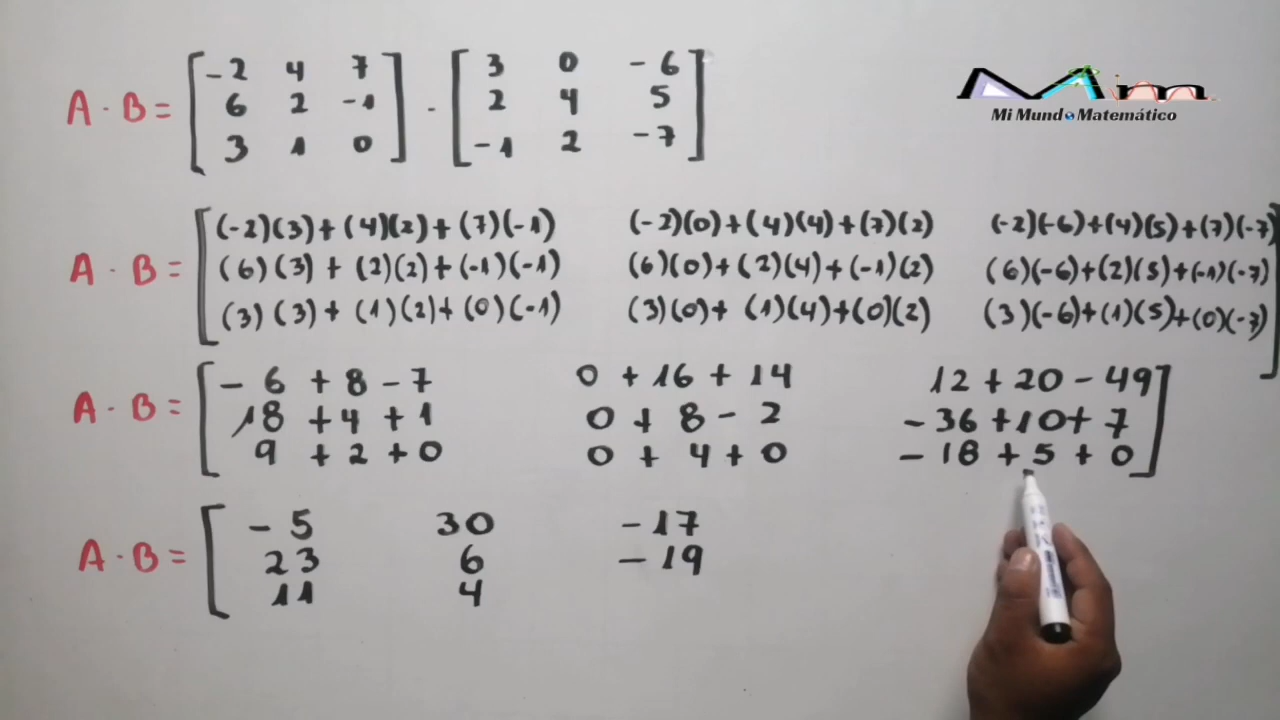 A · B = [ -2 4 7 ] · [ 3 0 -6 ]
6 2 -1 2 4 5
3 1 0 -1 2 -7
Mim
Mi Mundo Matemático
(-2)(3)+(4)(2)+(7)(-1) (-2)(0)+(4)(4)+(7)(2) (-2)(-6)+(4)(5)+(7)(-7)
A · B = [ (6)(3)+(2)(2)+(-1)(-1) (6)(0)+(2)(4)+(-1)(2) (6)(-6)+(2)(5)+(-1)(-7) ]
(3)(3)+(1)(2)+(0)(-1) (3)(0)+(1)(4)+(0)(2) (3)(-6)+(1)(5)+(0)(-7)
-6+8-7 0+16+14 12+20-49
A · B = [ 18+4+1 0+8-2 -36+10+7 ]
9+2+0 0+4+0 -18+5+0
-5 30 -17
A · B = [ 23 6 -19
11 4